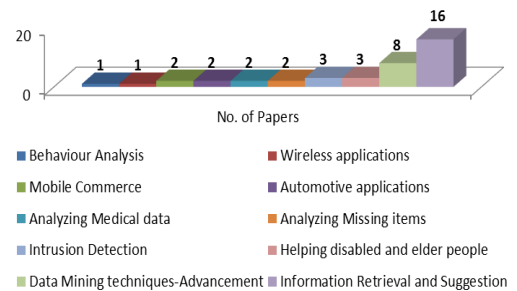 16
20
8
3 3
1 1 2 2 2 2
0
No. of Papers
Behaviour Analysis Wireless applications
Mobile Commerce Automotive applications
Analyzing Medical data Analyzing Missing items
Intrusion Detection Helping disabled and elder people
Data Mining techniques-Advancement Information Retrieval and Suggestion